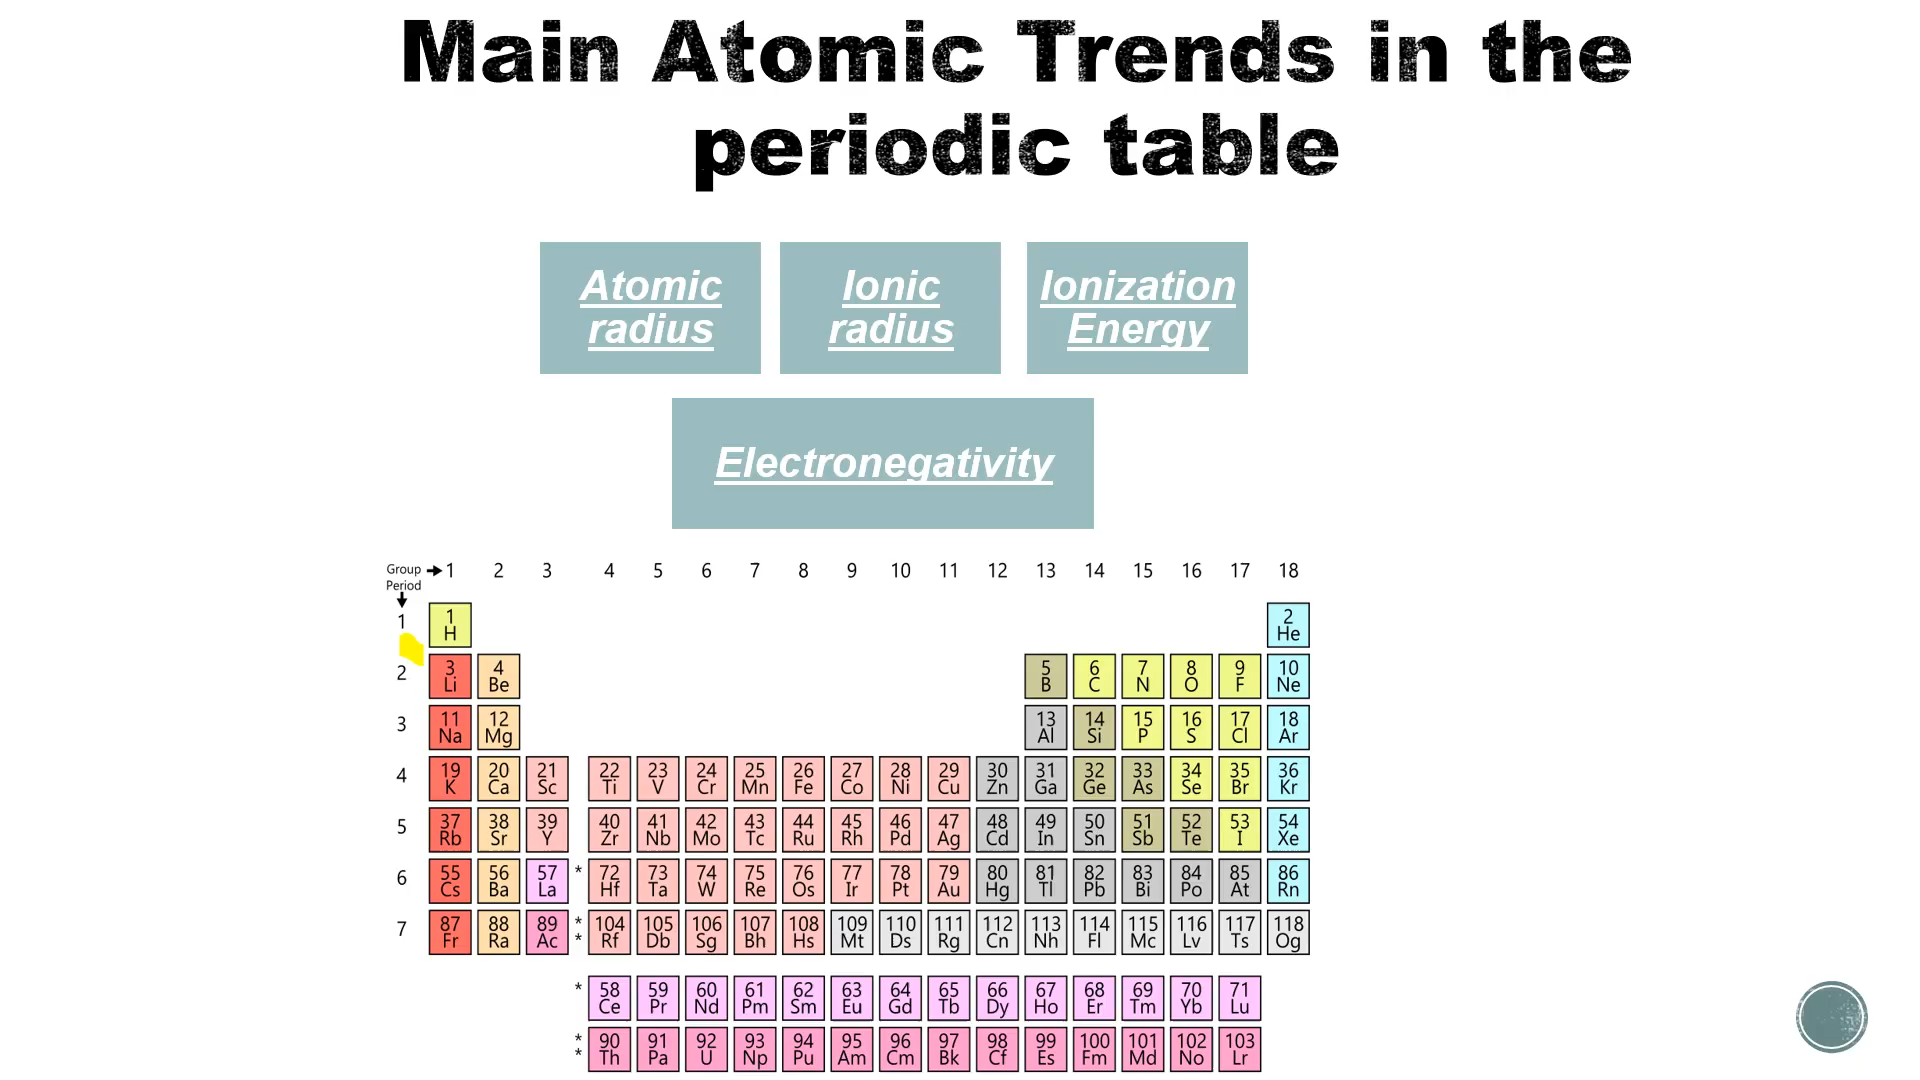 Main Atomic Trends in the
periodic table
Atomic
radius
Ionic
radius
Ionization
Energy
Electronegativity
Group → 1 2 3 4 5 6 7 8 9 10 11 12 13 14 15 16 17 18
Period
↓
1 1 2
H He
2 3 4 5 6 7 8 9 10
Li Be B C N O F Ne
3 11 12 13 14 15 16 17 18
Na Mg Al Si P S Cl Ar
4 19 20 21 22 23 24 25 26 27 28 29 30 31 32 33 34 35 36
K Ca Sc Ti V Cr Mn Fe Co Ni Cu Zn Ga Ge As Se Br Kr
5 37 38 39 40 41 42 43 44 45 46 47 48 49 50 51 52 53 54
Rb Sr Y Zr Nb Mo Tc Ru Rh Pd Ag Cd In Sn Sb Te I Xe
6 55 56 57 * 72 73 74 75 76 77 78 79 80 81 82 83 84 85 86
Cs Ba La Hf Ta W Re Os Ir Pt Au Hg Tl Pb Bi Po At Rn
7 87 88 89 * 104 105 106 107 108 109 110 111 112 113 114 115 116 117 118
Fr Ra Ac * Rf Db Sg Bh Hs Mt Ds Rg Cn Nh Fl Mc Lv Ts Og
* 58 59 60 61 62 63 64 65 66 67 68 69 70 71
Ce Pr Nd Pm Sm Eu Gd Tb Dy Ho Er Tm Yb Lu
* 90 91 92 93 94 95 96 97 98 99 100 101 102 103
* Th Pa U Np Pu Am Cm Bk Cf Es Fm Md No Lr